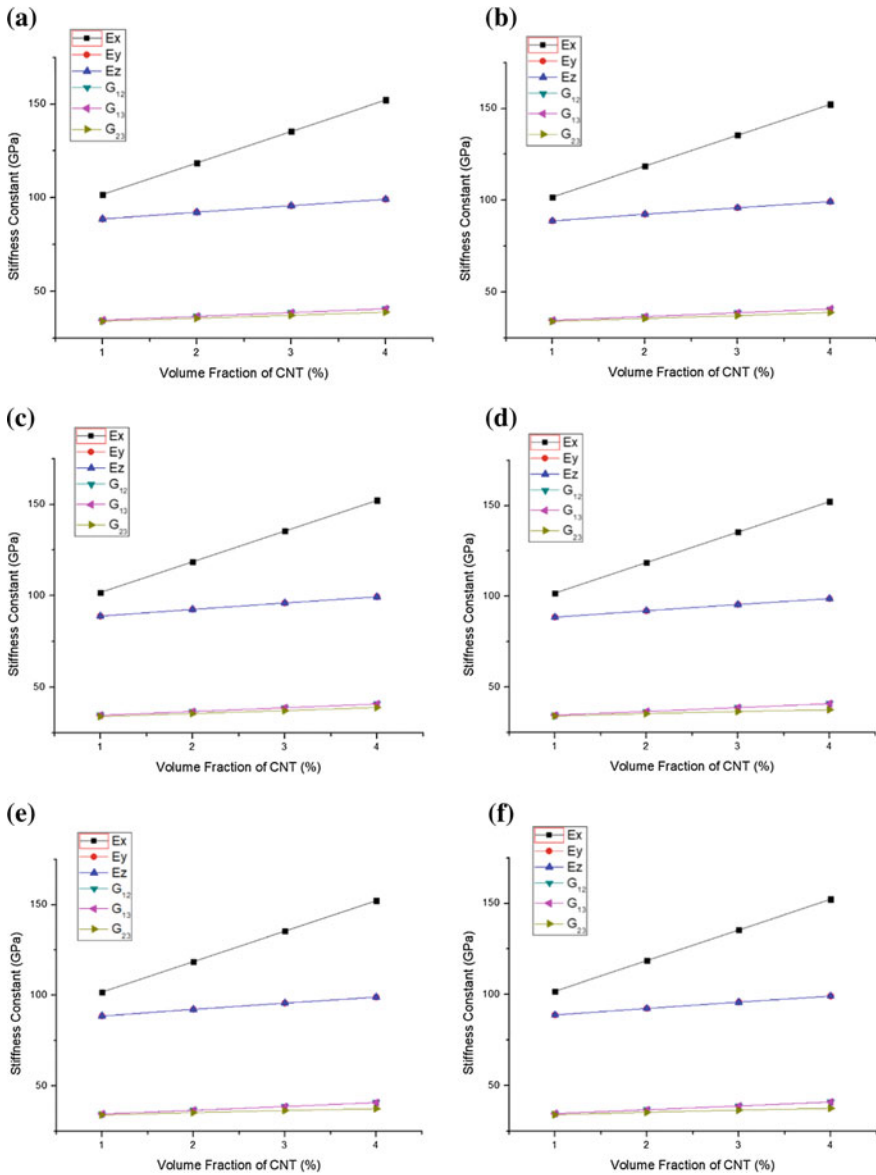 (a)
Ex
Ey
Ez
G12
G13
G23
150
100
50
Stiffness Constant (GPa)
1 2 3 4
Volume Fraction of CNT (%)
(b)
Ex
Ey
Ez
G12
G13
G23
150
100
50
Stiffness Constant (GPa)
1 2 3 4
Volume Fraction of CNT (%)
(c)
Ex
Ey
Ez
G12
G13
G23
150
100
50
Stiffness Constant (GPa)
1 2 3 4
Volume Fraction of CNT (%)
(d)
Ex
Ey
Ez
G12
G13
G23
150
100
50
Stiffness Constant (GPa)
1 2 3 4
Volume Fraction of CNT (%)
(e)
Ex
Ey
Ez
G12
G13
G23
150
100
50
Stiffness Constant (GPa)
1 2 3 4
Volume Fraction of CNT (%)
(f)
Ex
Ey
Ez
G12
G13
G23
150
100
50
Stiffness Constant (GPa)
1 2 3 4
Volume Fraction of CNT (%)